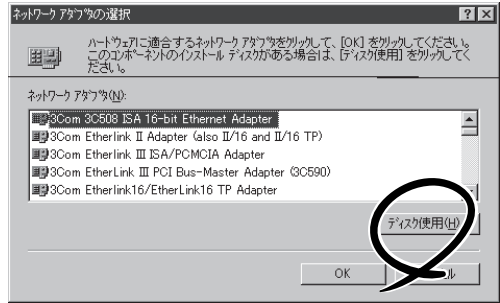 ネットワーク アダプタの選択
ハードウェアに適合するネットワーク アダプタをクリックして、[OK] をクリックしてください。
このコンポーネントのインストール ディスクがある場合は、[ディスク使用] をクリックしてく
ださい。
ネットワーク アダプタ(N):
3Com 3C508 ISA 16-bit Ethernet Adapter
3Com Etherlink II Adapter (also II/16 and II/16 TP)
3Com Etherlink III ISA/PCMCIA Adapter
3Com EtherLink III PCI Bus-Master Adapter (3C590)
3Com Etherlink16/EtherLink16 TP Adapter
ディスク使用(H)
OK